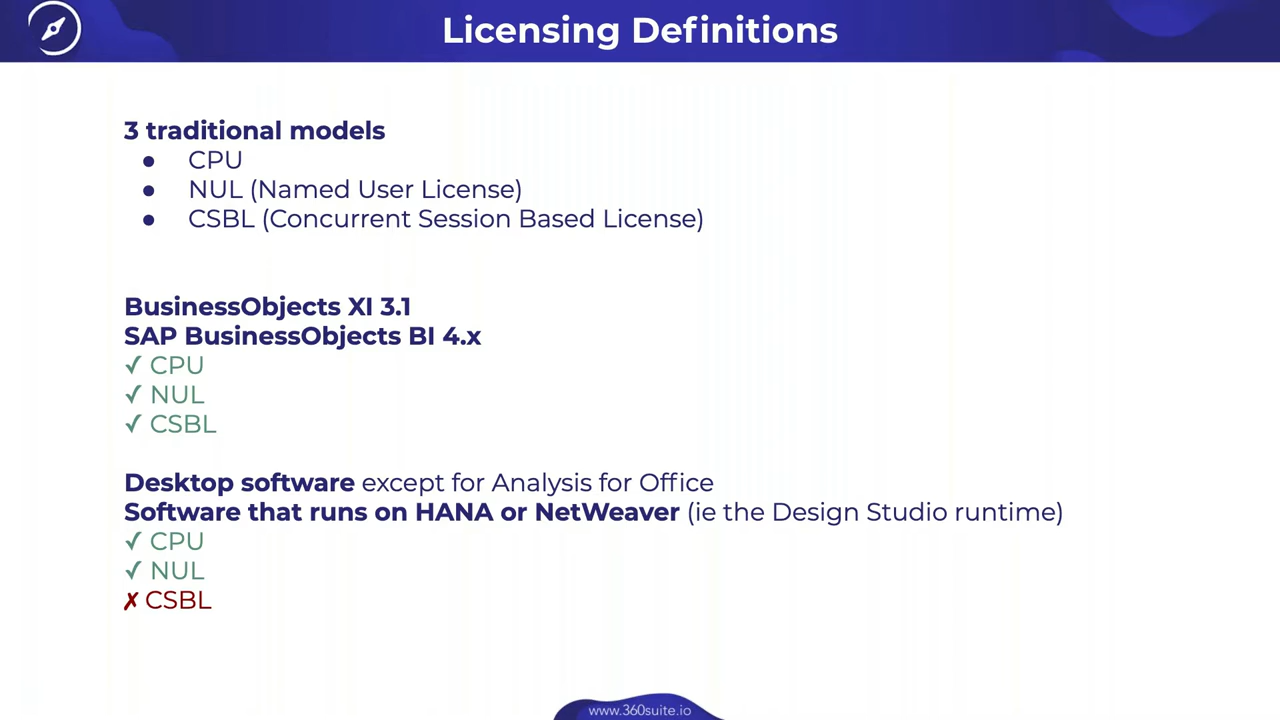 Licensing Definitions
3 traditional models
● CPU
● NUL (Named User License)
● CSBL (Concurrent Session Based License)
BusinessObjects XI 3.1
SAP BusinessObjects BI 4.x
✓ CPU
✓ NUL
✓ CSBL
Desktop software except for Analysis for Office
Software that runs on HANA or NetWeaver (ie the Design Studio runtime)
✓ CPU
✓ NUL
✗ CSBL
www.360suite.io